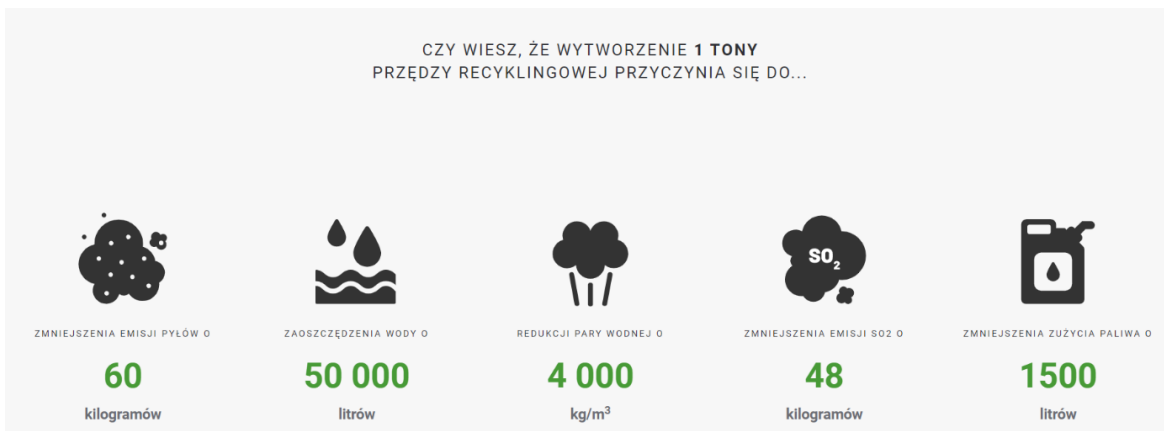 CZY WIESZ, ŻE WYTWORZENIE 1 TONY
PRZĘDZY RECYKLINGOWEJ PRZYCZYNIA SIĘ DO...
SO₂
ZMNIEJSZENIA EMISJI PYŁÓW O
60
kilogramów
ZAOSZCZĘDZENIA WODY O
50 000
litrów
REDUKCJI PARY WODNEJ O
4 000
kg/m³
ZMNIEJSZENIA EMISJI SO2 O
48
kilogramów
ZMNIEJSZENIA ZUŻYCIA PALIWA O
1500
litrów